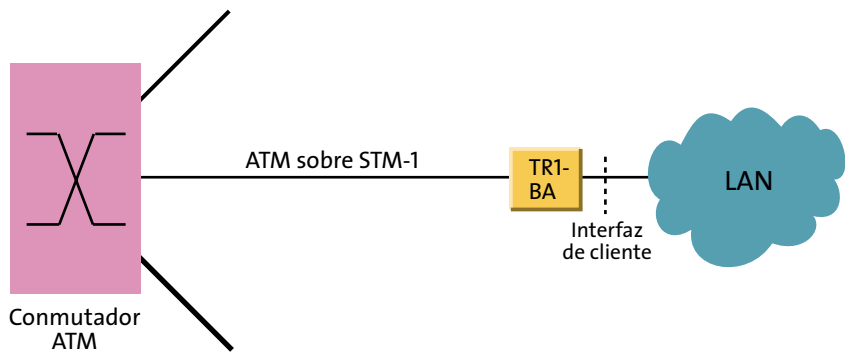 ATM sobre STM-1
TR1-
BA
LAN
Interfaz
de cliente
Conmutador
ATM